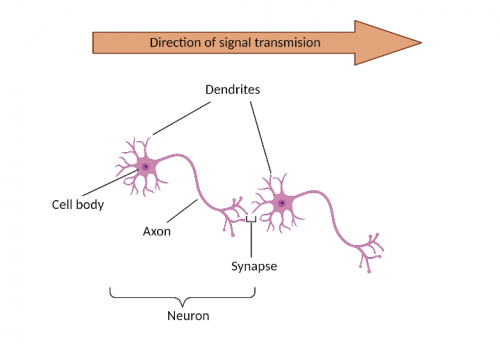 Direction of signal transmision
Dendrites
Cell body
Axon
Synapse
Neuron